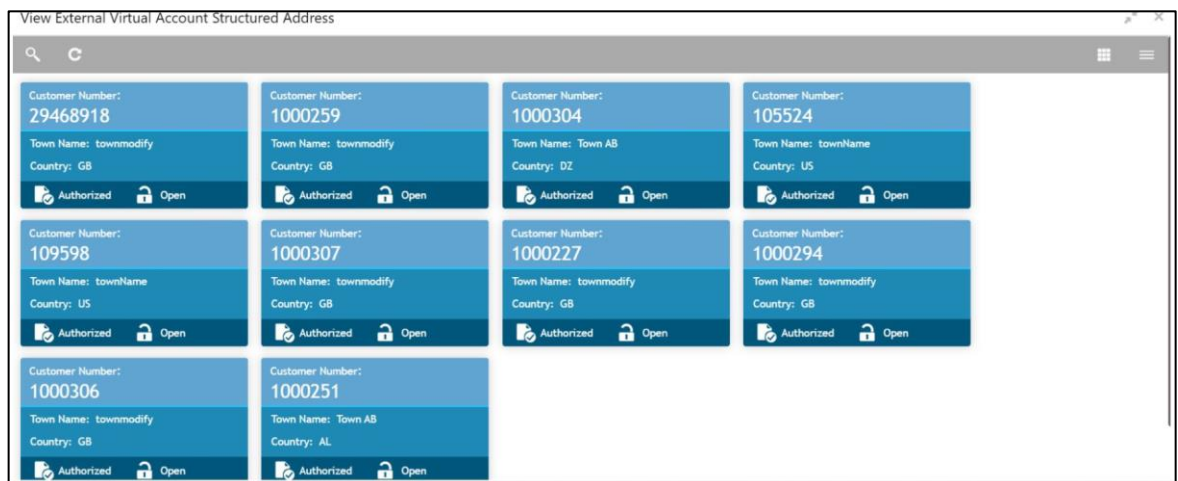 View External Virtual Account Structured Address
Customer Number:
29468918
Town Name: townmodify
Country: GB
Authorized Open
Customer Number:
1000259
Town Name: townmodify
Country: GB
Authorized Open
Customer Number:
1000304
Town Name: Town AB
Country: DZ
Authorized Open
Customer Number:
105524
Town Name: townName
Country: US
Authorized Open
Customer Number:
109598
Town Name: townName
Country: US
Authorized Open
Customer Number:
1000307
Town Name: townmodify
Country: GB
Authorized Open
Customer Number:
1000227
Town Name: townmodify
Country: GB
Authorized Open
Customer Number:
1000294
Town Name: townmodify
Country: GB
Authorized Open
Customer Number:
1000306
Town Name: townmodify
Country: GB
Authorized Open
Customer Number:
1000251
Town Name: Town AB
Country: AL
Authorized Open